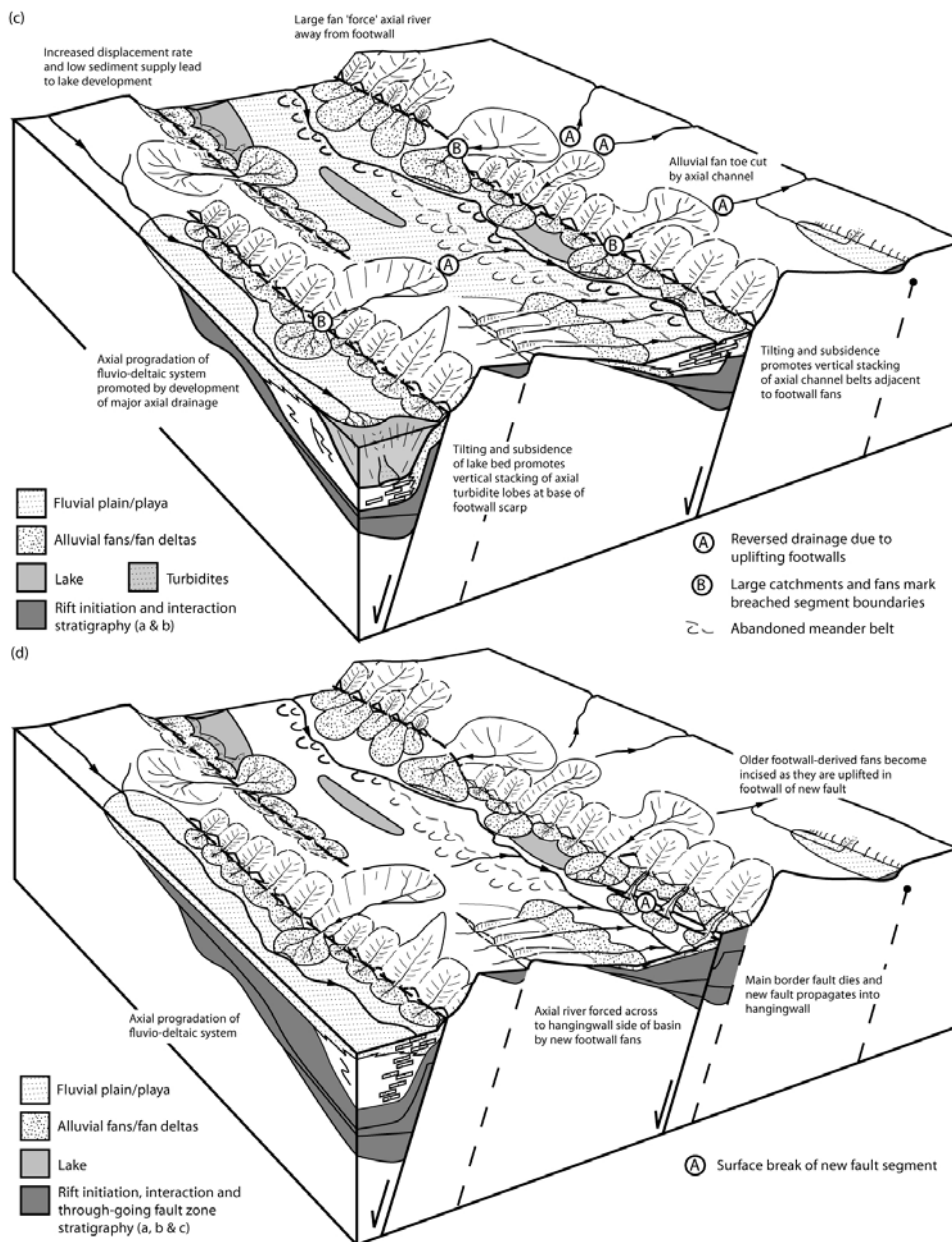 (c)
Large fan 'force' axial river
away from footwall
Increased displacement rate
and low sediment supply lead
to lake development
A
A
B
Alluvial fan toe cut
by axial channel
A
B
A
B
Axial progradation of
fluvio-deltaic system
promoted by development
of major axial drainage
Tilting and subsidence
promotes vertical stacking
of axial channel belts adjacent
to footwall fans
Tilting and subsidence
of lake bed promotes
vertical stacking of axial
turbidite lobes at base of
footwall scarp
Fluvial plain/playa
Alluvial fans/fan deltas
Lake
Turbidites
Rift initiation and interaction
stratigraphy (a & b)
A Reversed drainage due to
uplifting footwalls
B Large catchments and fans mark
breached segment boundaries
Abandoned meander belt
(d)
Older footwall-derived fans become
incised as they are uplifted in
footwall of new fault
A
Main border fault dies and
new fault propagates into
hangingwall
Axial river forced across
to hangingwall side of basin
by new footwall fans
Axial progradation of
fluvio-deltaic system
Fluvial plain/playa
Alluvial fans/fan deltas
Lake
Rift initiation, interaction and
through-going fault zone
stratigraphy (a, b & c)
A Surface break of new fault segment